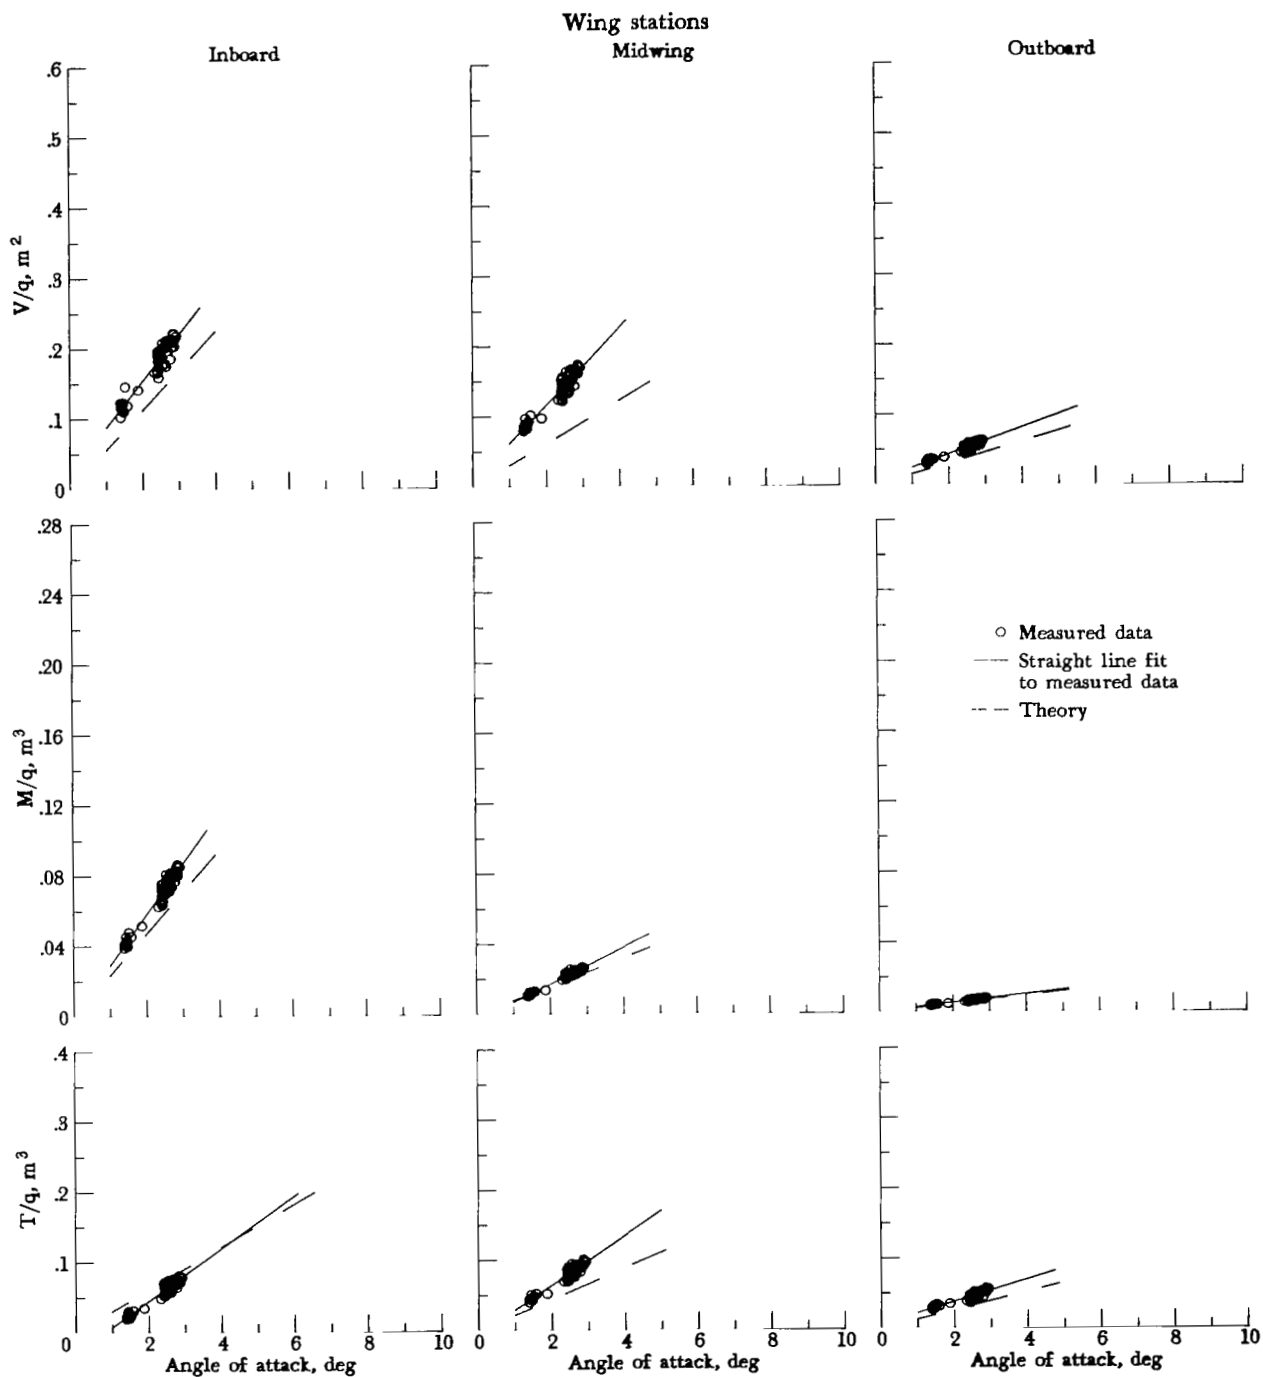 Wing stations
Inboard
Midwing
Outboard
.6
.5
.4
.3
.2
.1
0
V/q, m2
.28
.24
.20
.16
.12
.08
.04
0
M/q, m3
Measured data
Straight line fit
to measured data
Theory
.4
.3
.2
.1
0
T/q, m3
0 2 4 6 8 10
Angle of attack, deg
0 2 4 6 8 10
Angle of attack, deg
2 4 6 8 10
Angle of attack, deg